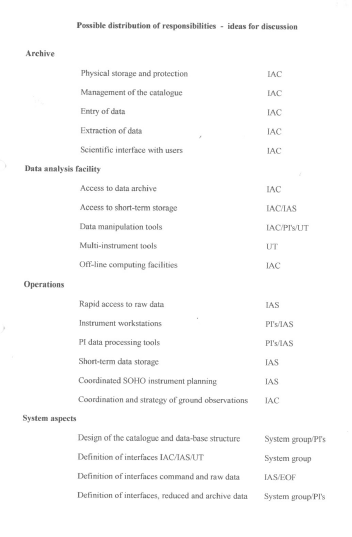 Possible distribution of responsibilities - ideas for discussion
Archive
Physical storage and protection IAC
Management of the catalogue IAC
Entry of data IAC
Extraction of data IAC
Scientific interface with users IAC
Data analysis facility
Access to data archive IAC
Access to short-term storage IAC/IAS
Data manipulation tools IAC/PI's/UT
Multi-instrument tools UT
Off-line computing facilities IAC
Operations
Rapid access to raw data IAS
Instrument workstations PI's/IAS
PI data processing tools PI's/IAS
Short-term data storage IAS
Coordinated SOHO instrument planning IAS
Coordination and strategy of ground observations IAC
System aspects
Design of the catalogue and data-base structure System group/PI's
Definition of interfaces IAC/IAS/UT System group
Definition of interfaces command and raw data IAS/EOF
Definition of interfaces, reduced and archive data System group/PI's